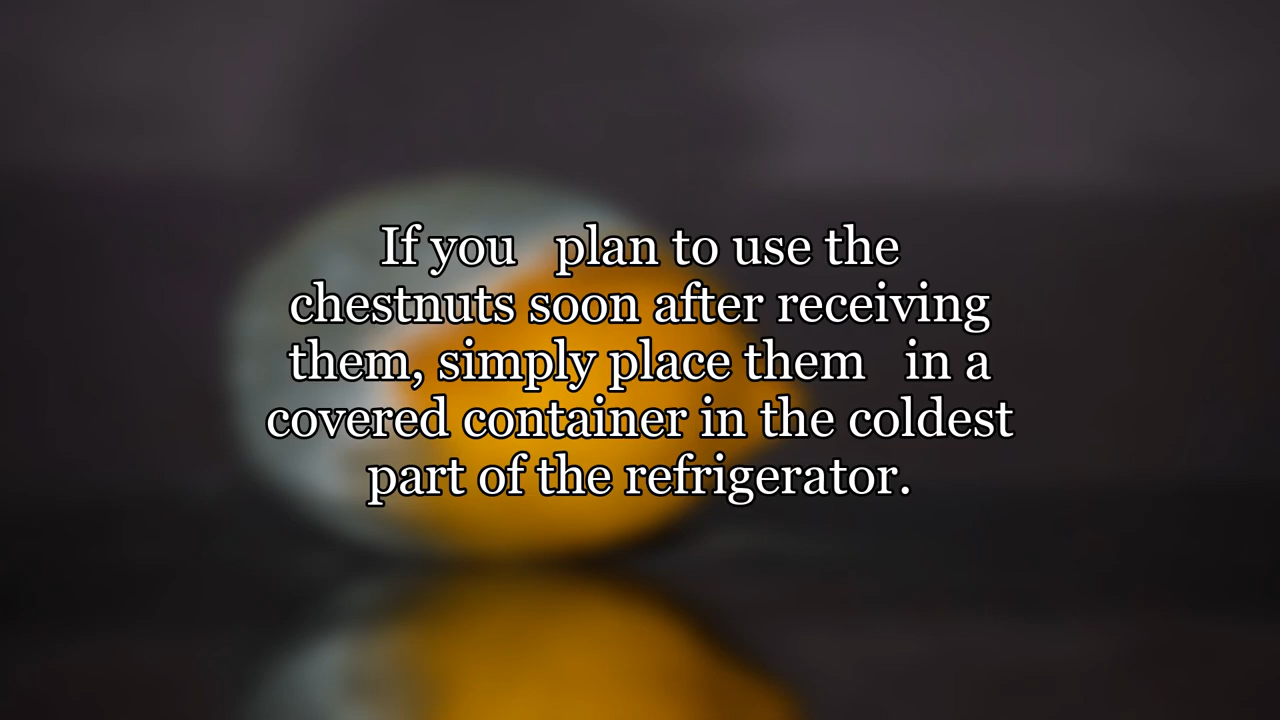 If you   plan to use the
chestnuts soon after receiving
them, simply place them   in a
covered container in the coldest
part of the refrigerator.